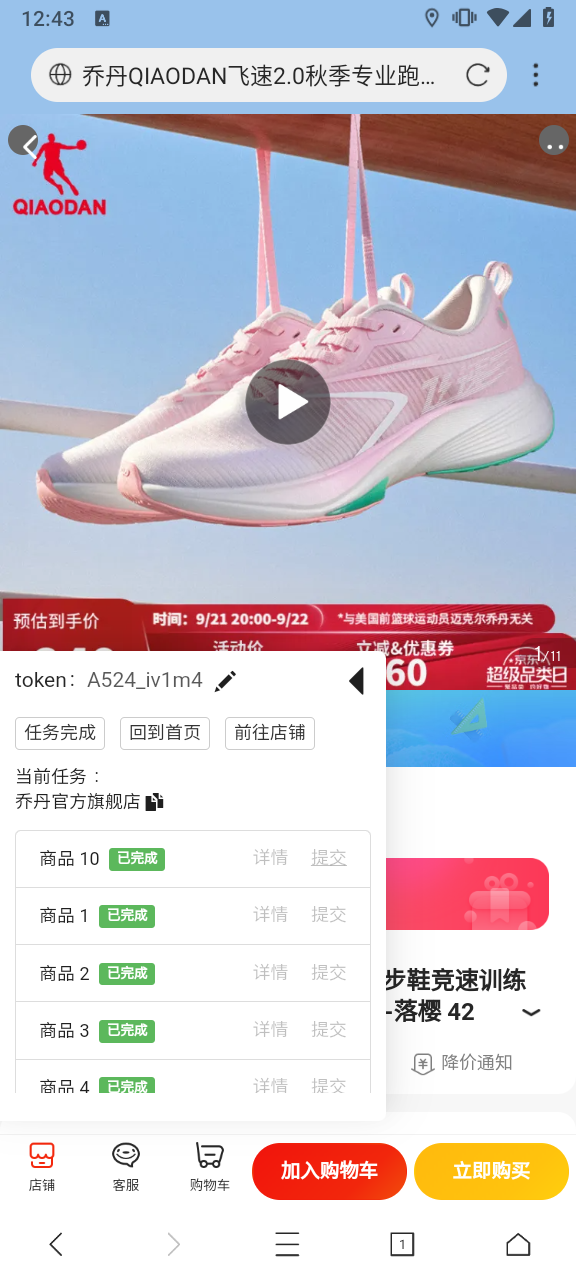 12:43
A
乔丹QIAODAN飞速2.0秋季专业跑...
QIAODAN
预估到手价
时间：9/21 20:00-9/22
*与美国前篮球运动员迈克尔乔丹无关
活动价
立减&优惠券
60
1/11
超级品类日
token： A524_iv1m4
任务完成
回到首页
前往店铺
当前任务：
乔丹官方旗舰店
商品 10 已完成 详情 提交
商品 1 已完成 详情 提交
商品 2 已完成 详情 提交
商品 3 已完成 详情 提交
商品 4 已完成 详情 提交
步鞋竞速训练
-落樱 42
降价通知
店铺
客服
购物车
加入购物车
立即购买
1